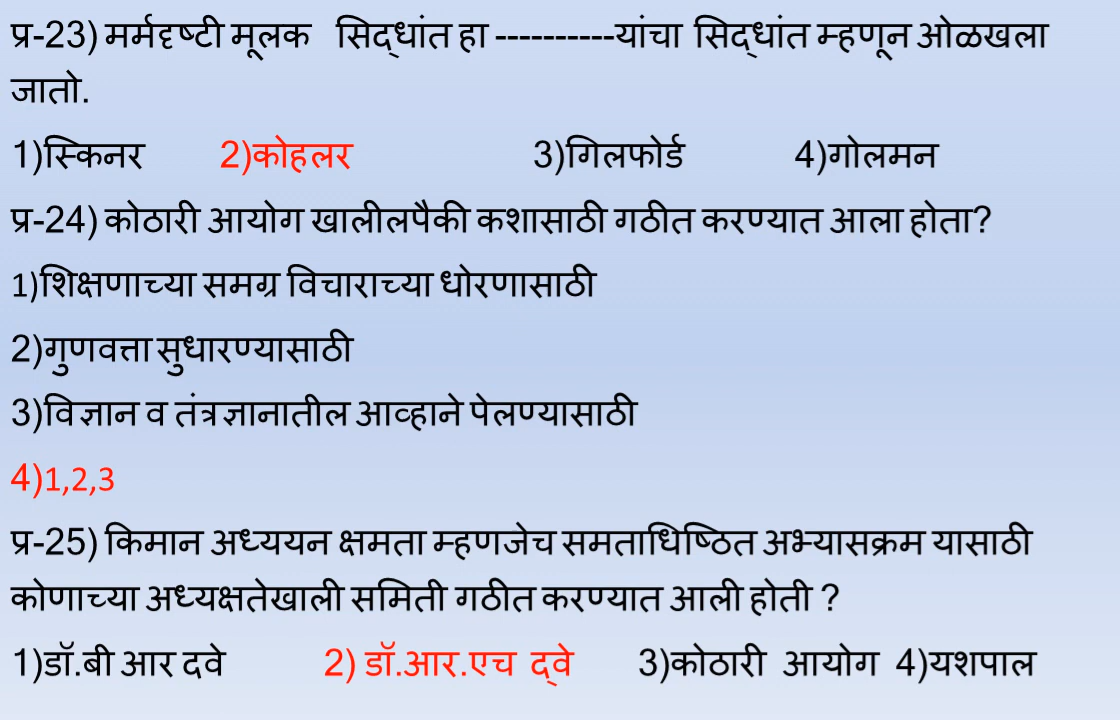 प्र-23) मर्मदृष्टी मूलक सिद्धांत हा ----------यांचा सिद्धांत म्हणून ओळखला
जातो.
1)स्किनर 2)कोहलर 3)गिलफोर्ड 4)गोलमन
प्र-24) कोठारी आयोग खालीलपैकी कशासाठी गठीत करण्यात आला होता?
1)शिक्षणाच्या समग्र विचाराच्या धोरणासाठी
2)गुणवत्ता सुधारण्यासाठी
3)विज्ञान व तंत्रज्ञानातील आव्हाने पेलण्यासाठी
4)1,2,3
प्र-25) किमान अध्ययन क्षमता म्हणजेच समताधिष्ठित अभ्यासक्रम यासाठी
कोणाच्या अध्यक्षतेखाली समिती गठीत करण्यात आली होती ?
1)डॉ.बी आर दवे 2) डॉ.आर.एच द्वे 3)कोठारी आयोग 4)यशपाल